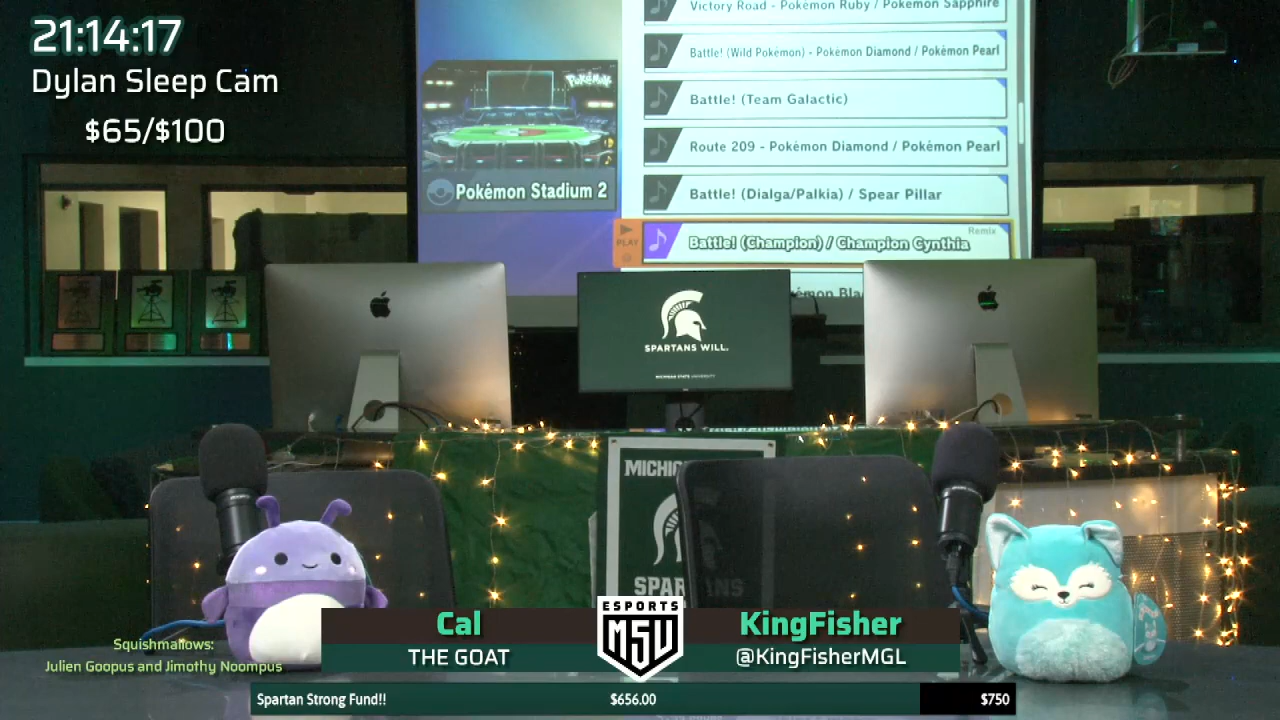 21:14:17
Dylan Sleep Cam
$65/$100
Victory Road - Pokémon Ruby / Pokémon Sapphire
Battle! (Wild Pokémon) - Pokémon Diamond / Pokémon Pearl
Battle! (Team Galactic)
Route 209 - Pokémon Diamond / Pokémon Pearl
Battle! (Dialga/Palkia) / Spear Pillar
Remix
PLAY
Battle! (Champion) / Champion Cynthia
Pokémon
Pokémon Stadium 2
SPARTANS WILL.
MICHIGAN STATE UNIVERSITY
MICHIG
SPARTANS
Cal
THE GOAT
ESPORTS
MSU
KingFisher
@KingFisherMGL
Squishmallows:
Julien Goopus and Jimothy Noompus
Spartan Strong Fund!! $656.00 $750